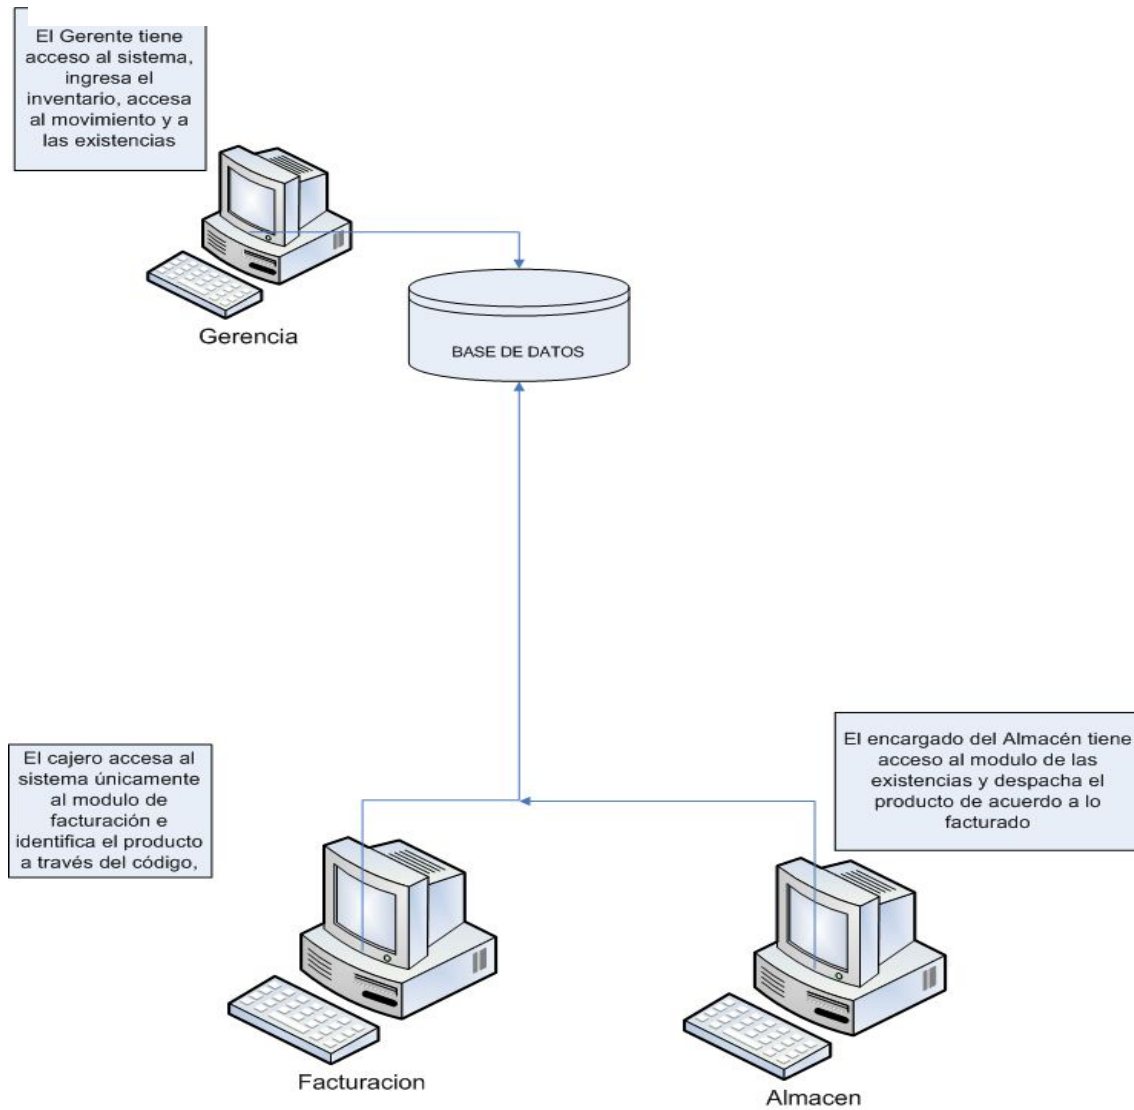 El Gerente tiene
acceso al sistema,
ingresa el
inventario, accesa
al movimiento y a
las existencias
Gerencia
BASE DE DATOS
El cajero accesa al
sistema únicamente
al modulo de
facturación e
identifica el producto
a través del código,
El encargado del Almacén tiene
acceso al modulo de las
existencias y despacha el
producto de acuerdo a lo
facturado
Facturacion
Almacen